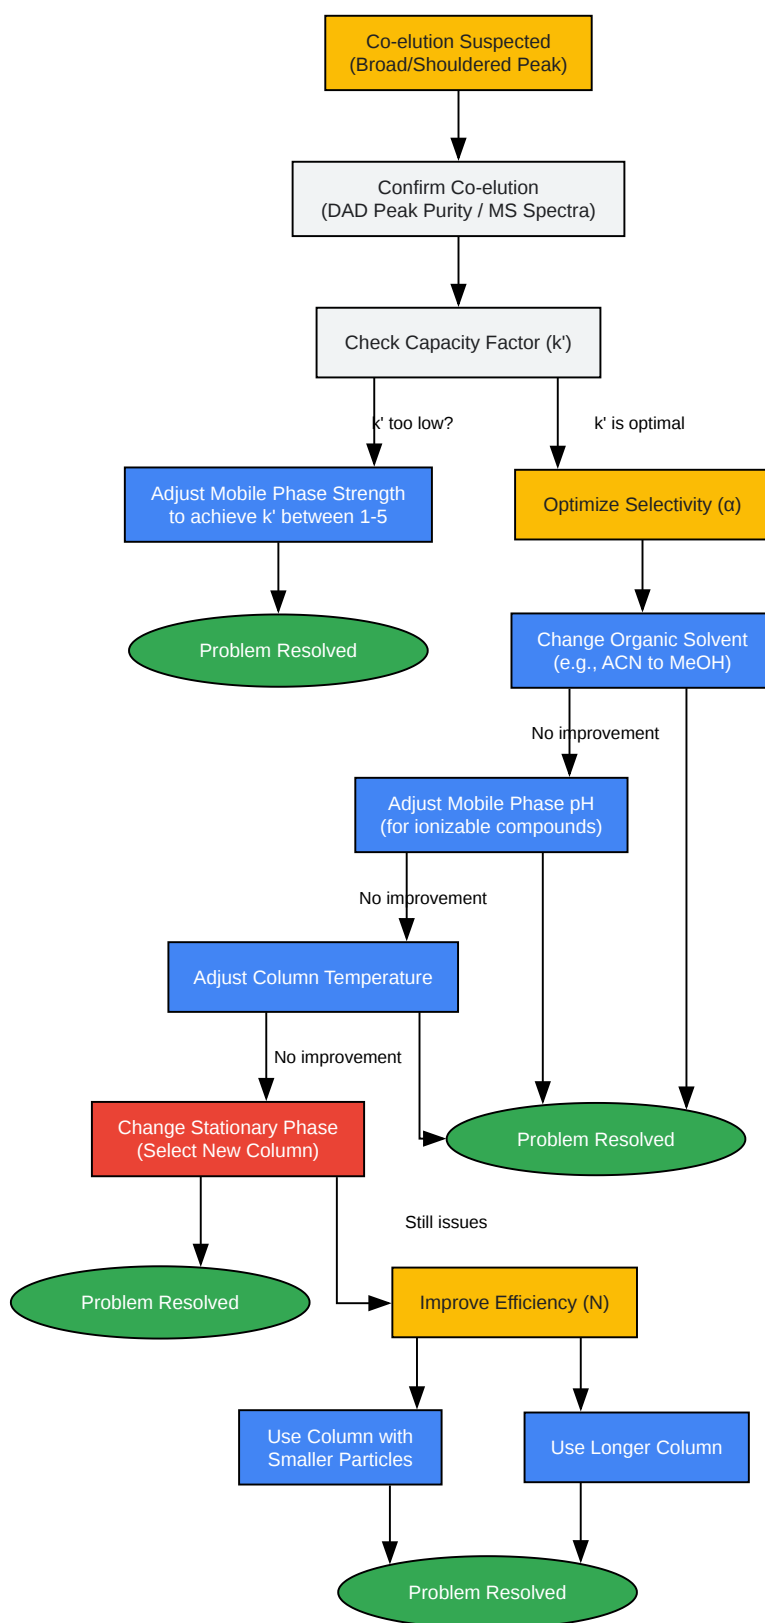 Co-elution Suspected
(Broad/Shouldered Peak)
Confirm Co-elution
(DAD Peak Purity / MS Spectra)
Check Capacity Factor (k')
k' too low?
k' is optimal
Adjust Mobile Phase Strength
to achieve k' between 1-5
Optimize Selectivity (α)
Problem Resolved
Change Organic Solvent
(e.g., ACN to MeOH)
No improvement
Adjust Mobile Phase pH
(for ionizable compounds)
No improvement
Adjust Column Temperature
No improvement
Change Stationary Phase
(Select New Column)
Problem Resolved
Still issues
Problem Resolved
Improve Efficiency (N)
Use Column with
Smaller Particles
Use Longer Column
Problem Resolved